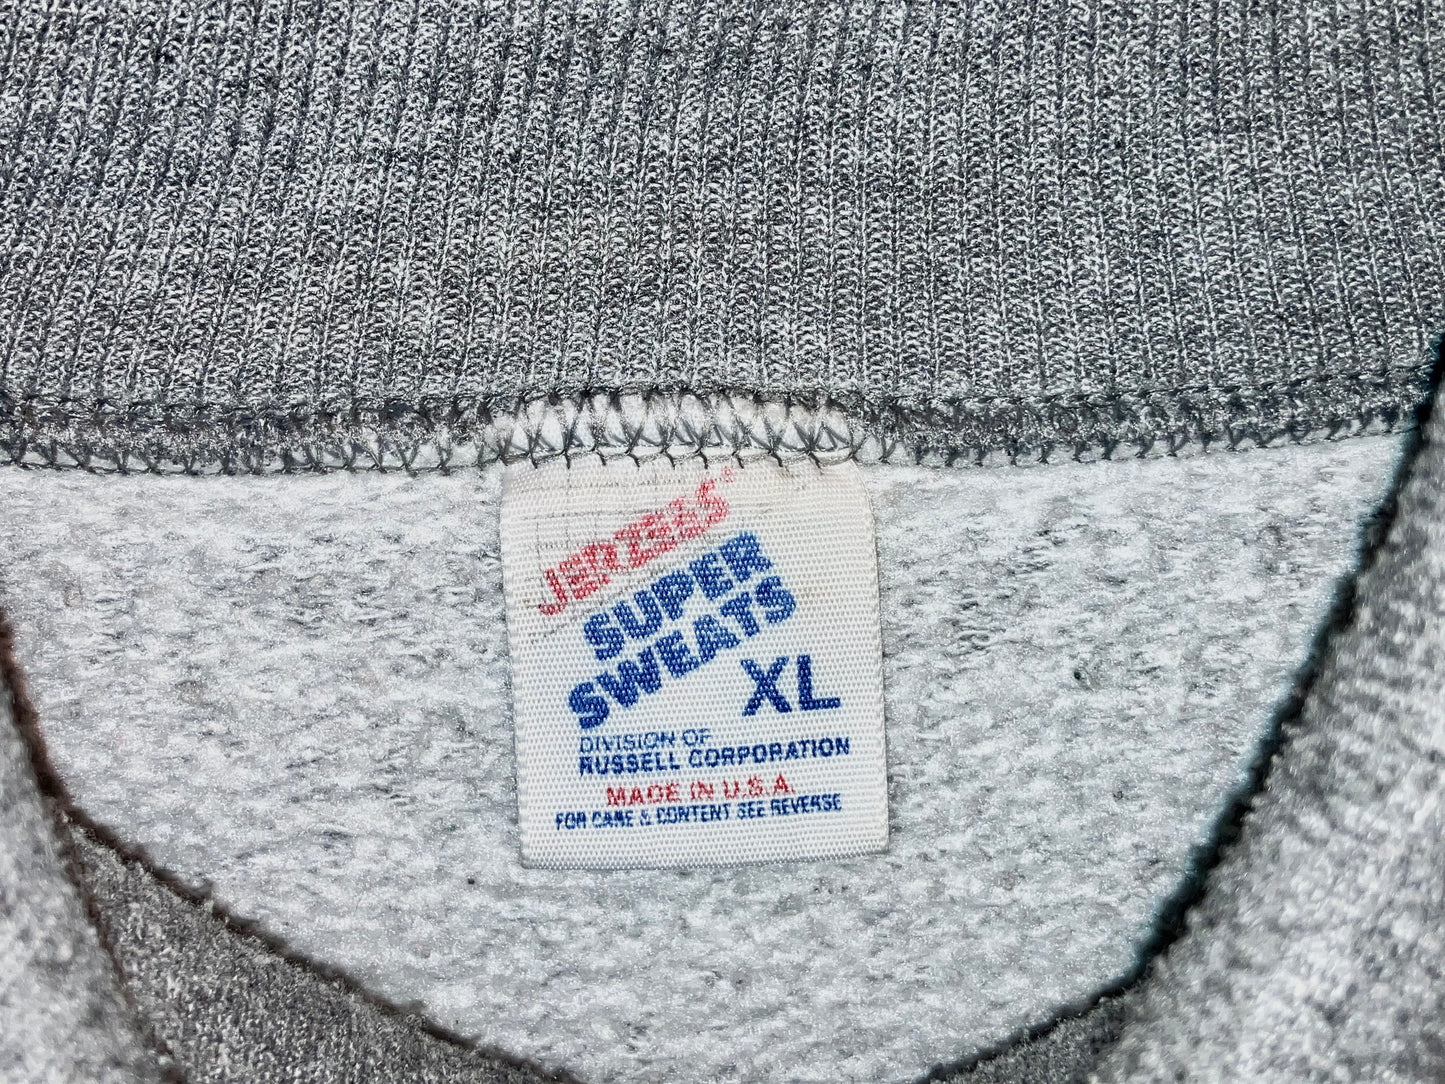 JERZEES®
SUPER
SWEATS
XL
DIVISION OF
RUSSELL CORPORATION
MADE IN U.S.A.
FOR CARE & CONTENT SEE REVERSE